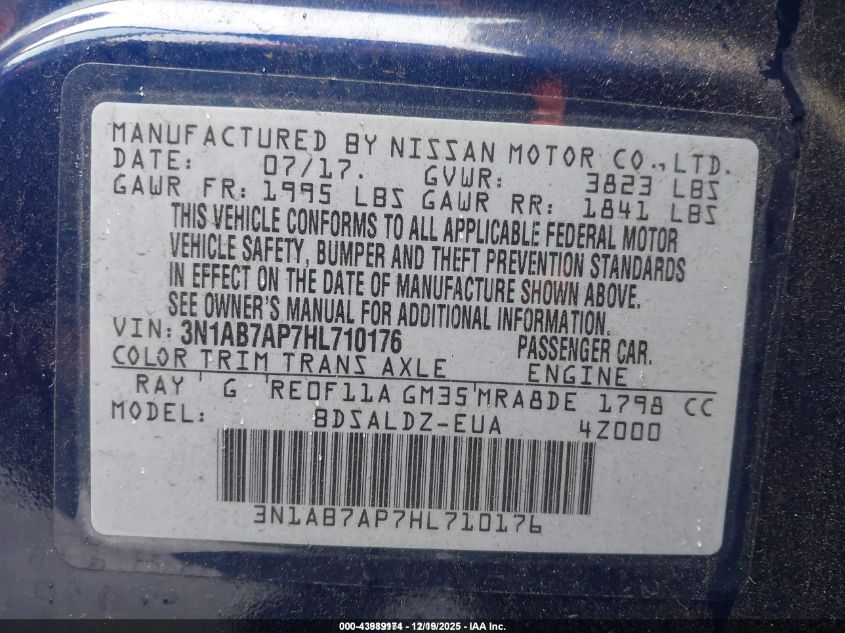 MANUFACTURED BY NISSAN MOTOR CO., LTD.
DATE: 07/17. GVWR: 3823 LBS
GAWR FR: 1995 LBS GAWR RR: 1841 LBS
THIS VEHICLE CONFORMS TO ALL APPLICABLE FEDERAL MOTOR
VEHICLE SAFETY, BUMPER AND THEFT PREVENTION STANDARDS
IN EFFECT ON THE DATE OF MANUFACTURE SHOWN ABOVE.
SEE OWNER'S MANUAL FOR ADDITIONAL INFORMATION.
VIN: 3N1AB7AP7HL710176 PASSENGER CAR.
COLOR TRIM TRANS AXLE ENGINE
RAY G RE0F11A GM35 MRA8DE 1798 CC
MODEL: BDSALDZ-EUA 4Z000
3N1AB7AP7HL710176
000-43989174 - 12/19/2025 - IAA Inc.